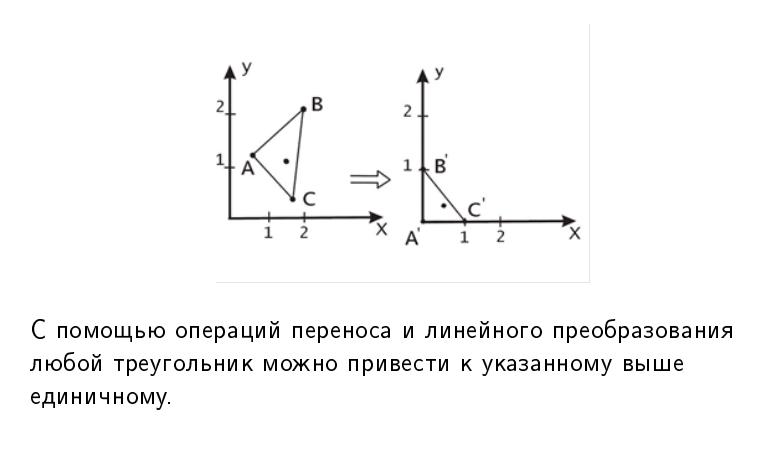 y
2
B
1
A
C
1 2
x
y
2
1 B'
C'
A'
1 2
x
С помощью операций переноса и линейного преобразования
любой треугольник можно привести к указанному выше
единичному.